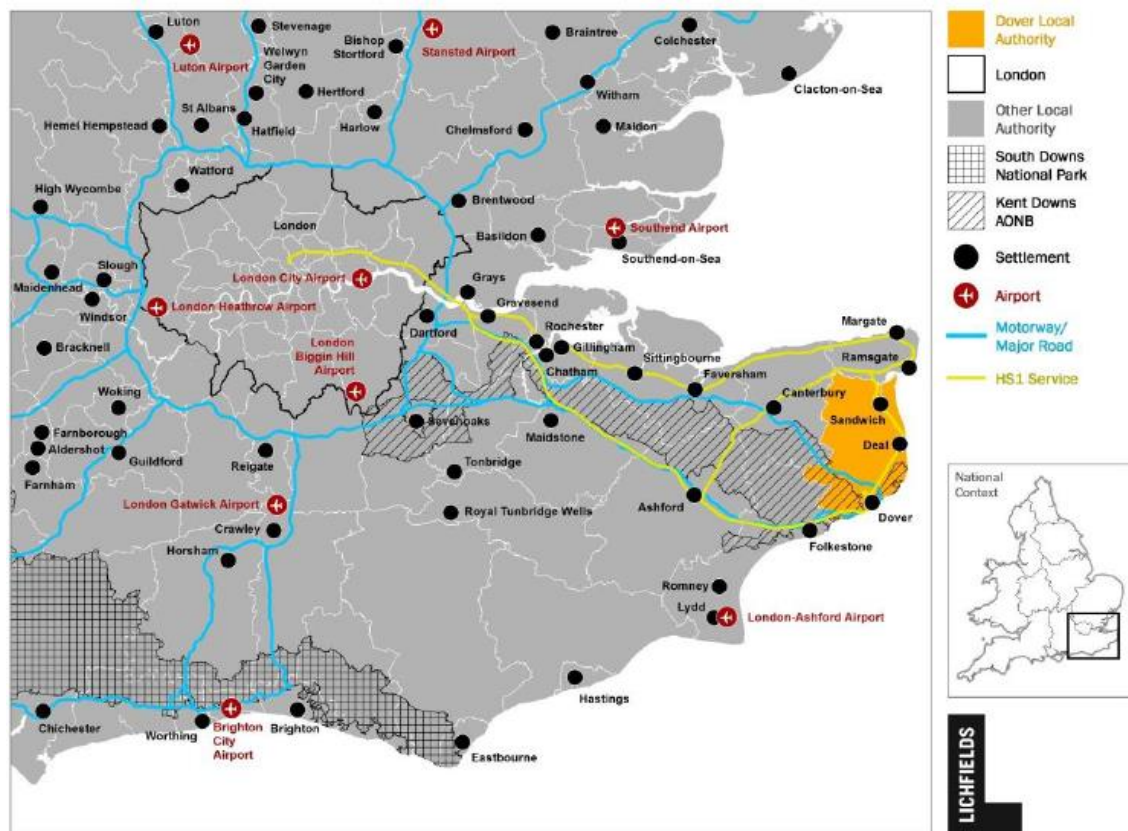 Luton
Luton Airport
Stevenage
Welwyn
Garden
City
Bishop
Stortford
Stansted Airport
Braintree
Colchester
Clacton-on-Sea
Hertford
St Albans
Hemel Hempstead
Hatfield
Harlow
Witham
Chelmsford
Maldon
Watford
High Wycombe
Brentwood
London
Basildon
Southend Airport
Southend-on-Sea
Slough
Maidenhead
Windsor
London City Airport
London Heathrow Airport
Grays
Gravesend
Dartford
Rochester
Gillingham
Chatham
Sittingbourne
Margate
Ramsgate
Bracknell
London
Biggin Hill
Airport
Faversham
Canterbury
Woking
Sandwich
Farnborough
Aldershot
Sevenoaks
Maidstone
Deal
Guildford
Reigate
Farnham
Tonbridge
Ashford
Dover
London Gatwick Airport
Royal Tunbridge Wells
Crawley
Folkestone
Horsham
Romney
Lydd
London-Ashford Airport
Hastings
Chichester
Worthing
Brighton
City
Airport
Brighton
Eastbourne
Dover Local
Authority
London
Other Local
Authority
South Downs
National Park
Kent Downs
AONB
Settlement
Airport
Motorway/
Major Road
HS1 Service
National
Context
LICHFIELDS